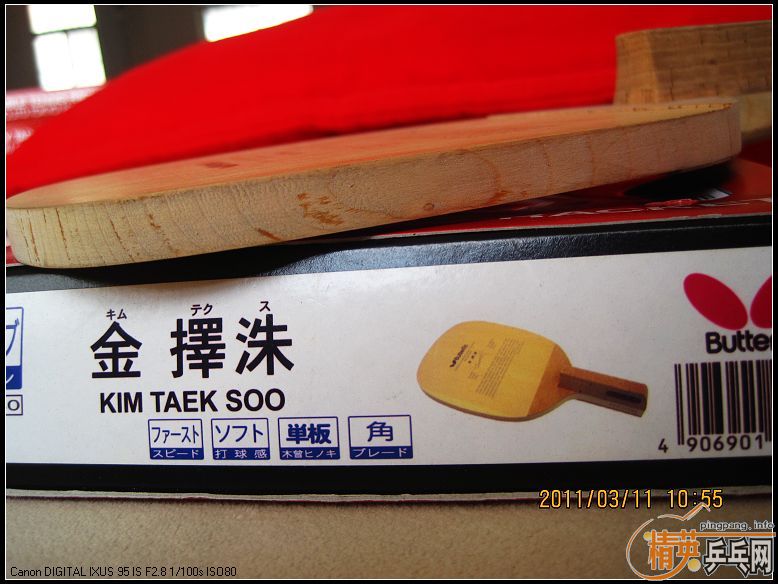 キム テク ス
金擇洙
KIM TAEK SOO
ファースト
スピード
ソフト
打球感
単板
木曾ヒノキ
角
ブレード
Butte
4 906901
2011/03/11 10:55
pingpang.info
精英乒乓网
Canon DIGITAL IXUS 95 IS F2.8 1/100s ISO80